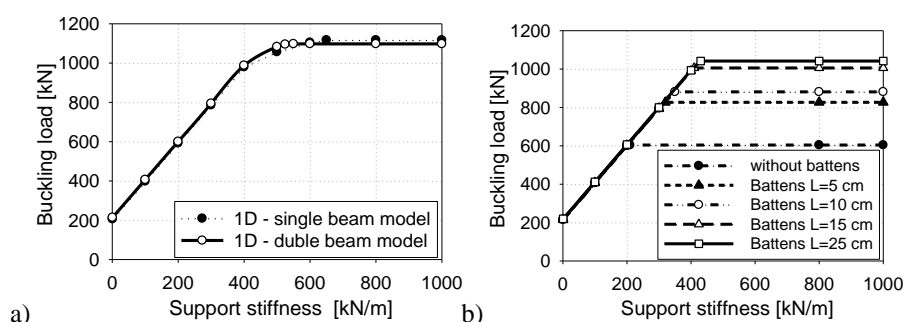 1200
1000
800
600
400
200
0
Buckling load [kN]
1D - single beam model
1D - duble beam model
0 200 400 600 800 1000
Support stiffness [kN/m]
a)
1200
1000
800
600
400
200
0
Buckling load [kN]
without battens
Battens L=5 cm
Battens L=10 cm
Battens L=15 cm
Battens L=25 cm
0 200 400 600 800 1000
Support stiffness [kN/m]
b)